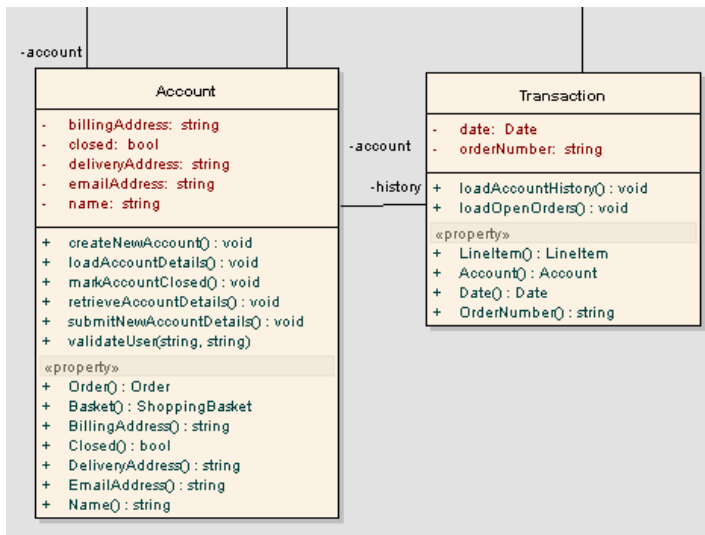 -account
Account
- billingAddress: string
- closed: bool
- deliveryAddress: string
- emailAddress: string
- name: string
+ createNewAccount() : void
+ loadAccountDetails() : void
+ markAccountClosed() : void
+ retrieveAccountDetails() : void
+ submitNewAccountDetails() : void
+ validateUser(string, string)
«property»
+ Order() : Order
+ Basket() : ShoppingBasket
+ BillingAddress() : string
+ Closed() : bool
+ DeliveryAddress() : string
+ EmailAddress() : string
+ Name() : string
-account
-history
Transaction
- date: Date
- orderNumber: string
+ loadAccountHistory() : void
+ loadOpenOrders() : void
«property»
+ LineItem() : LineItem
+ Account() : Account
+ Date() : Date
+ OrderNumber() : string